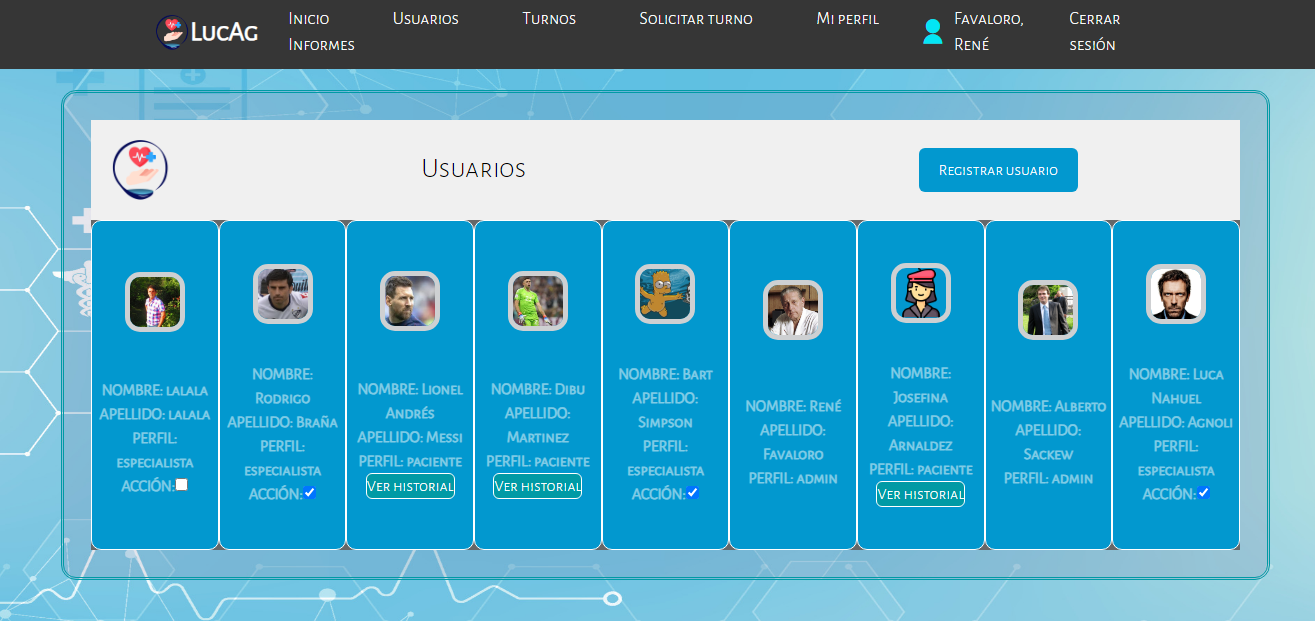 LucAg
Inicio
Usuarios
Turnos
Solicitar turno
Mi perfil
Informes
Favaloro,
René
Cerrar
sesión
Usuarios
Registrar usuario
NOMBRE: lalala
APELLIDO: lalala
PERFIL:
especialista
ACCIÓN:
NOMBRE:
Rodrigo
APELLIDO: Braña
PERFIL:
especialista
ACCIÓN:
NOMBRE: Lionel
Andrés
APELLIDO: Messi
PERFIL: paciente
Ver historial
NOMBRE: Dibu
APELLIDO:
Martinez
PERFIL: paciente
Ver historial
NOMBRE: Bart
APELLIDO:
Simpson
PERFIL:
especialista
ACCIÓN:
NOMBRE: René
APELLIDO:
Favaloro
PERFIL: admin
NOMBRE:
Josefina
APELLIDO:
Arnaldez
PERFIL: paciente
Ver historial
NOMBRE: Alberto
APELLIDO:
Sackew
PERFIL: admin
NOMBRE: Luca
Nahuel
APELLIDO: Agnoli
PERFIL:
especialista
ACCIÓN: